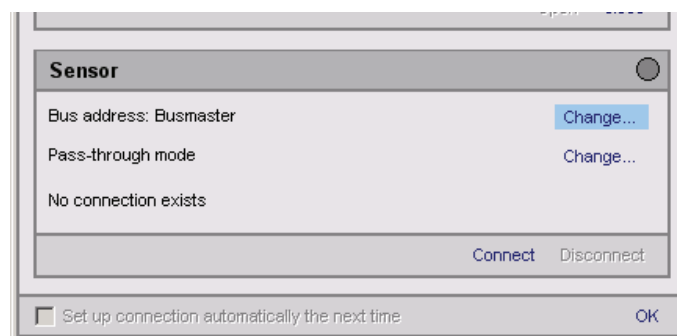 Sensor
Bus address: Busmaster Change...
Pass-through mode Change...
No connection exists
Connect Disconnect
Set up connection automatically the next time OK